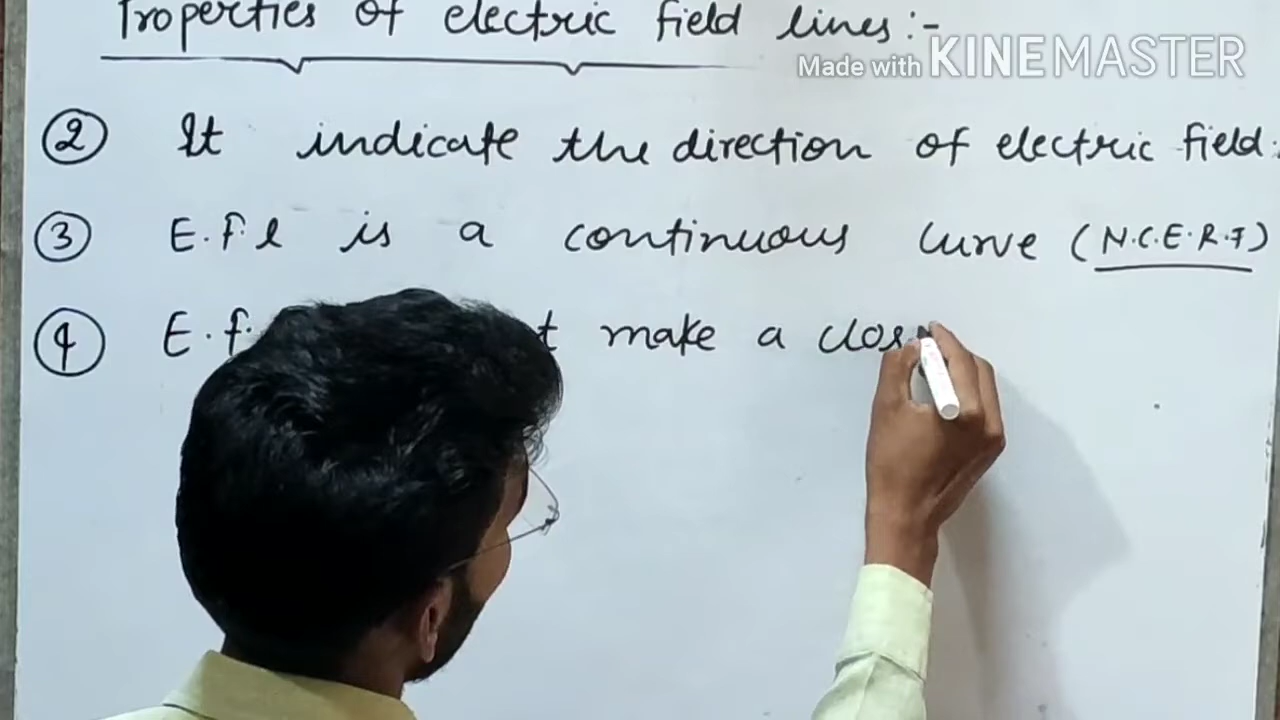 Properties of electric field lines :-
Made with KINEMASTER
② It indicate the direction of electric field.
③ E.F.l is a continuous curve (N.C.E.R.T)
④ E.f. make a clos